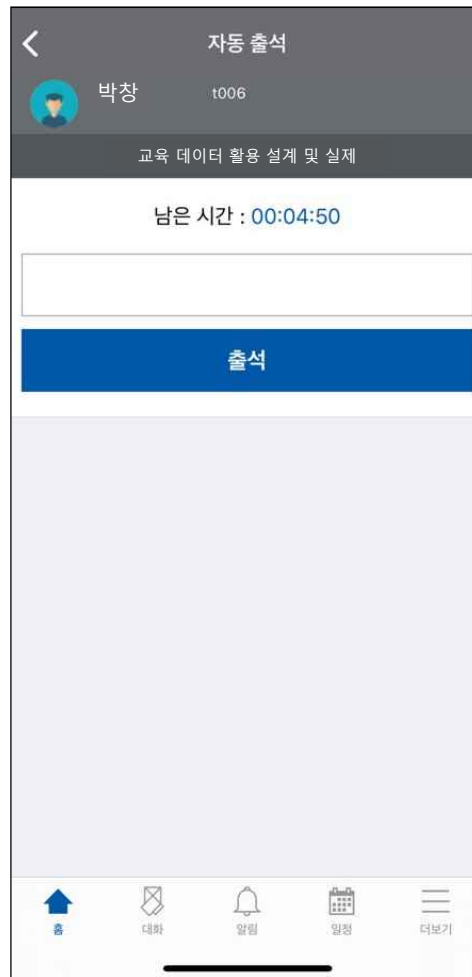 자동 출석
박창 t006
교육 데이터 활용 설계 및 실제
남은 시간 : 00:04:50
출석
홈 대화 알림 일정 더보기